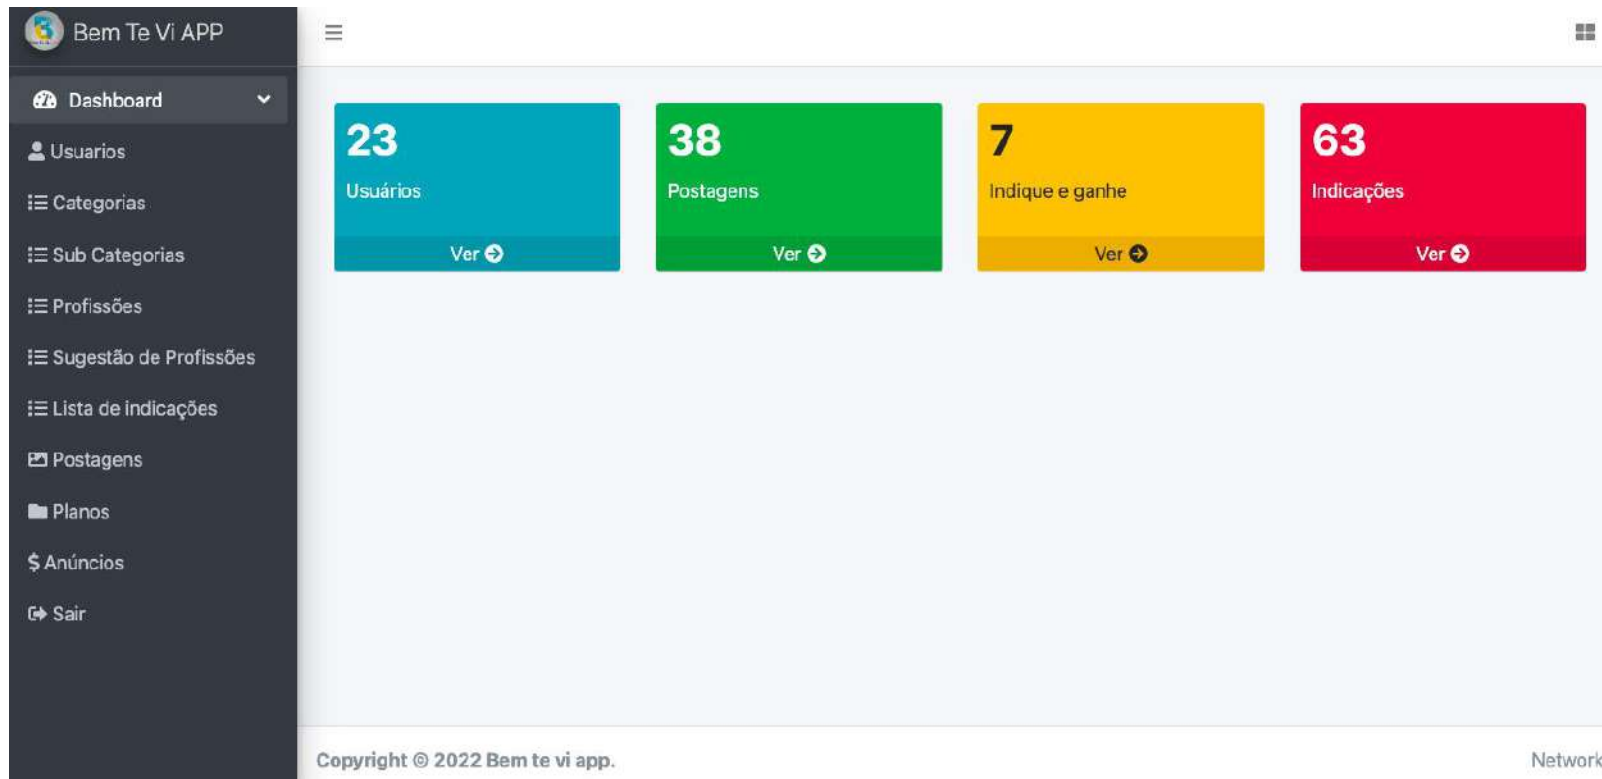 Bem Te Vi APP
Dashboard
Usuarios
Categorias
Sub Categorias
Profissões
Sugestão de Profissões
Lista de indicações
Postagens
Planos
$ Anúncios
Sair
23
Usuários
Ver
38
Postagens
Ver
7
Indique e ganhe
Ver
63
Indicações
Ver
Copyright © 2022 Bem te vi app.
Network